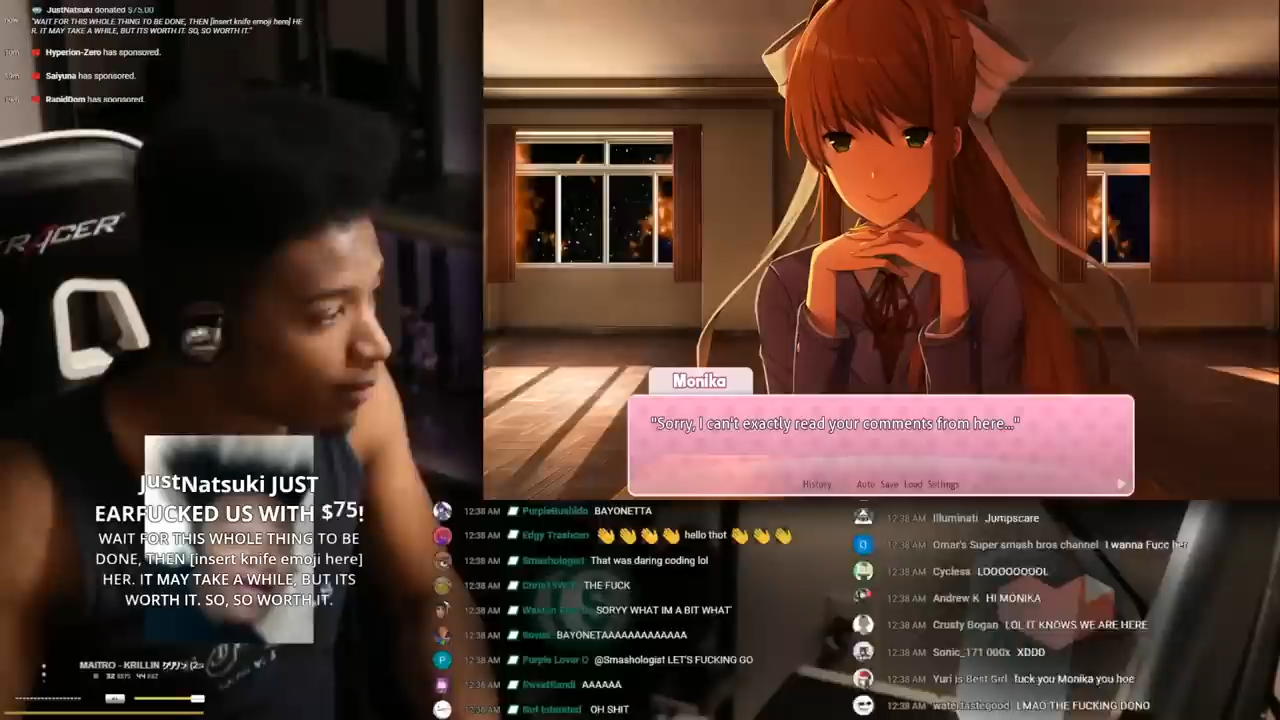 now
JustNatsuki donated $75.00
"WAIT FOR THIS WHOLE THING TO BE DONE, THEN [insert knife emoji here] HE
R. IT MAY TAKE A WHILE, BUT ITS WORTH IT. SO, SO WORTH IT."
Hyperion-Zero has sponsored.
Saiyuna has sponsored.
RapidDom has sponsored.
RACER
JustNatsuki JUST
EARFUCKED US WITH $75!
WAIT FOR THIS WHOLE THING TO BE
DONE, THEN [insert knife emoji here]
HER. IT MAY TAKE A WHILE, BUT ITS
WORTH IT. SO, SO WORTH IT.
MAITRO - KRILLIN
Monika
"Sorry, I can't exactly read your comments from here..."
History Auto Save Load Settings
12:38 AM PurpleBushido BAYONETTA
12:38 AM Edgy Trashcan 👏👏👏👏 hello thot 👏👏👏
12:38 AM Smashologist That was daring coding lol
12:38 AM THE FUCK
12:38 AM SORYY WHAT IM A BIT WHAT
12:38 AM BAYONETAAAAAAAAAAAAA
12:38 AM Purple Lover @Smashologist LET'S FUCKING GO
12:38 AM AAAAAA
12:38 AM OH SHIT
12:38 AM Illuminati Jumpscare
12:38 AM Omar's Super smash bros channel I wanna Fucc her
12:38 AM Cycless LOOOOOOOOL
12:38 AM Andrew K HI MONIKA
12:38 AM Crusty Bogan LOL IT KNOWS WE ARE HERE
12:38 AM Sonic_171 000x XDDD
12:38 AM Yuri is Best Girl fuck you Monika you hoe
12:38 AM watertastegood LMAO THE FUCKING DONO